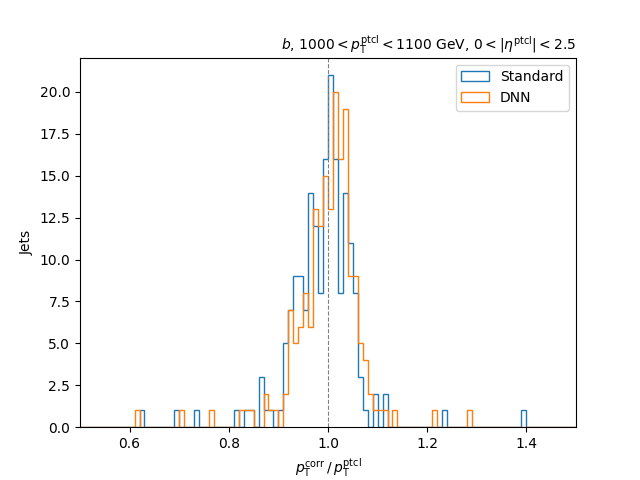 b, 1000 < p_T^ptcl < 1100 GeV, 0 < |η^ptcl| < 2.5
Standard
DNN
20.0
17.5
15.0
12.5
10.0
7.5
5.0
2.5
0.0
Jets
0.6 0.8 1.0 1.2 1.4
p_T^corr / p_T^ptcl